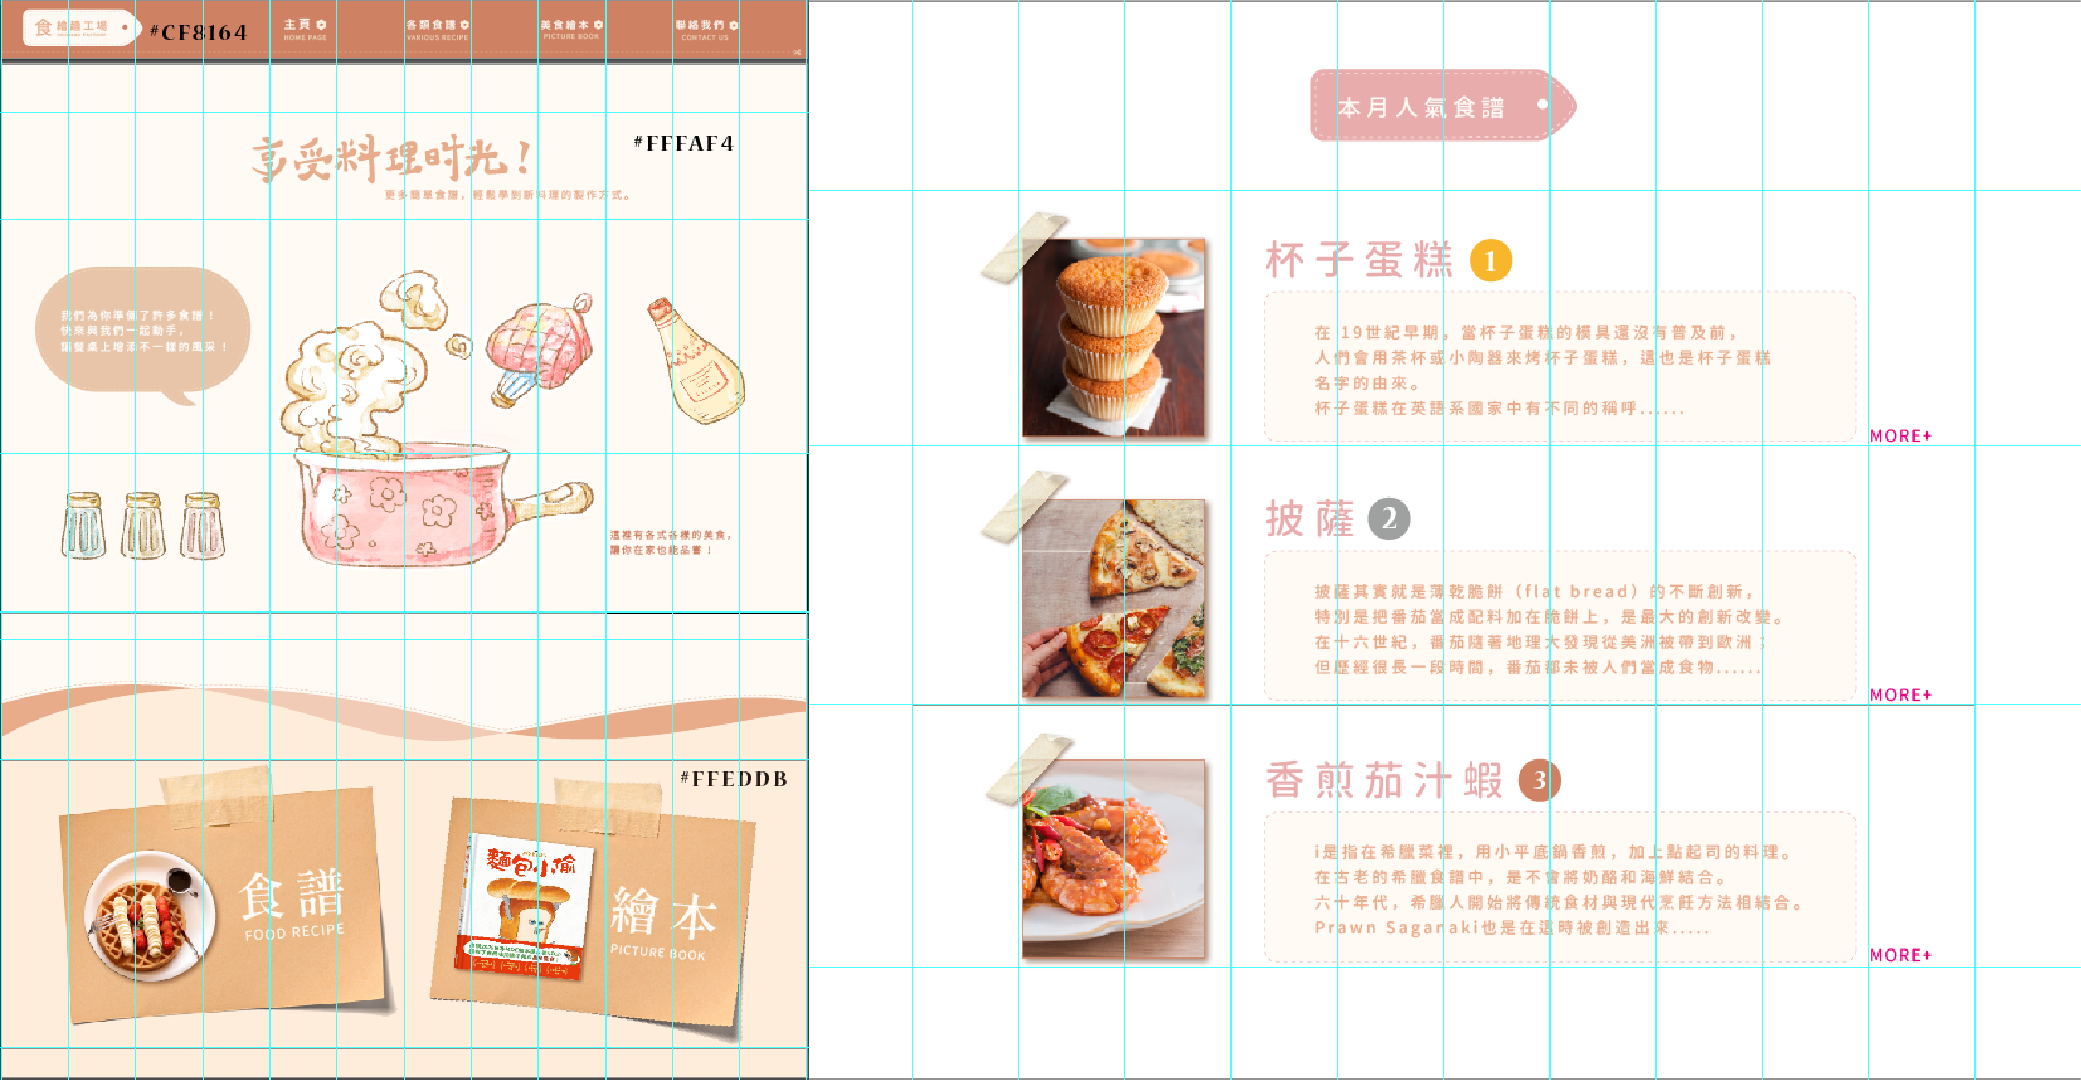 食 繪譜工場
#CF8164
主頁
HOME PAGE
各類食譜
VARIOUS RECIPE
美食繪本
PICTURE BOOK
聯絡我們
CONTACT US
享受料理时光!
#FFFAF4
更多簡單食譜，輕鬆學到新料理的製作方式。
我們為你準備了許多食譜！
快來與我們一起動手，
讓餐桌上增添不一樣的風采！
這裡有各式各樣的美食，
讓你在家也能品嘗！
#FFEDDB
食譜
FOOD RECIPE
麵包小偷
繪本
PICTURE BOOK
本月人氣食譜
杯子蛋糕 1
在 19世紀早期，當杯子蛋糕的模具還沒有普及前，
人們會用茶杯或小陶器來烤杯子蛋糕，這也是杯子蛋糕
名字的由來。
杯子蛋糕在英語系國家中有不同的稱呼......
MORE+
披薩 2
披薩其實就是薄乾脆餅（flat bread）的不斷創新，
特別是把番茄當成配料加在脆餅上，是最大的創新改變。
在十六世紀，番茄隨著地理大發現從美洲被帶到歐洲；
但歷經很長一段時間，番茄都未被人們當成食物......
MORE+
香煎茄汁蝦 3
i是指在希臘菜裡，用小平底鍋香煎，加上點起司的料理。
在古老的希臘食譜中，是不會將奶酪和海鮮結合。
六十年代，希臘人開始將傳統食材與現代烹飪方法相結合。
Prawn Saganaki也是在這時被創造出來.....
MORE+